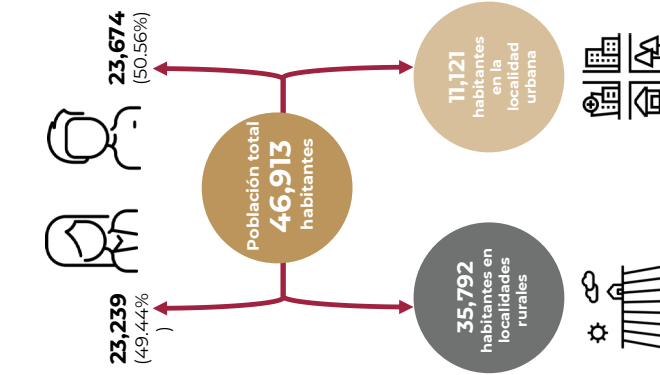 23,239
(49.44%
)
23,674
(50.56%)
Población total
46,913
habitantes
35,792
habitantes en
localidades
rurales
11,121
habitantes
en la
localidad
urbana